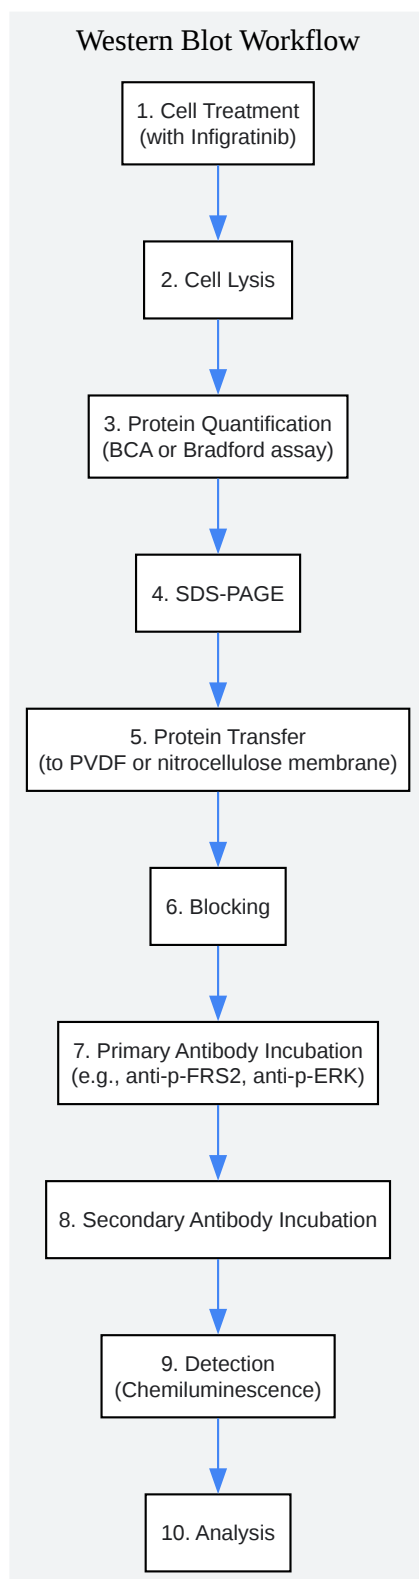 Western Blot Workflow
1. Cell Treatment
(with Infigratinib)
2. Cell Lysis
3. Protein Quantification
(BCA or Bradford assay)
4. SDS-PAGE
5. Protein Transfer
(to PVDF or nitrocellulose membrane)
6. Blocking
7. Primary Antibody Incubation
(e.g., anti-p-FRS2, anti-p-ERK)
8. Secondary Antibody Incubation
9. Detection
(Chemiluminescence)
10. Analysis